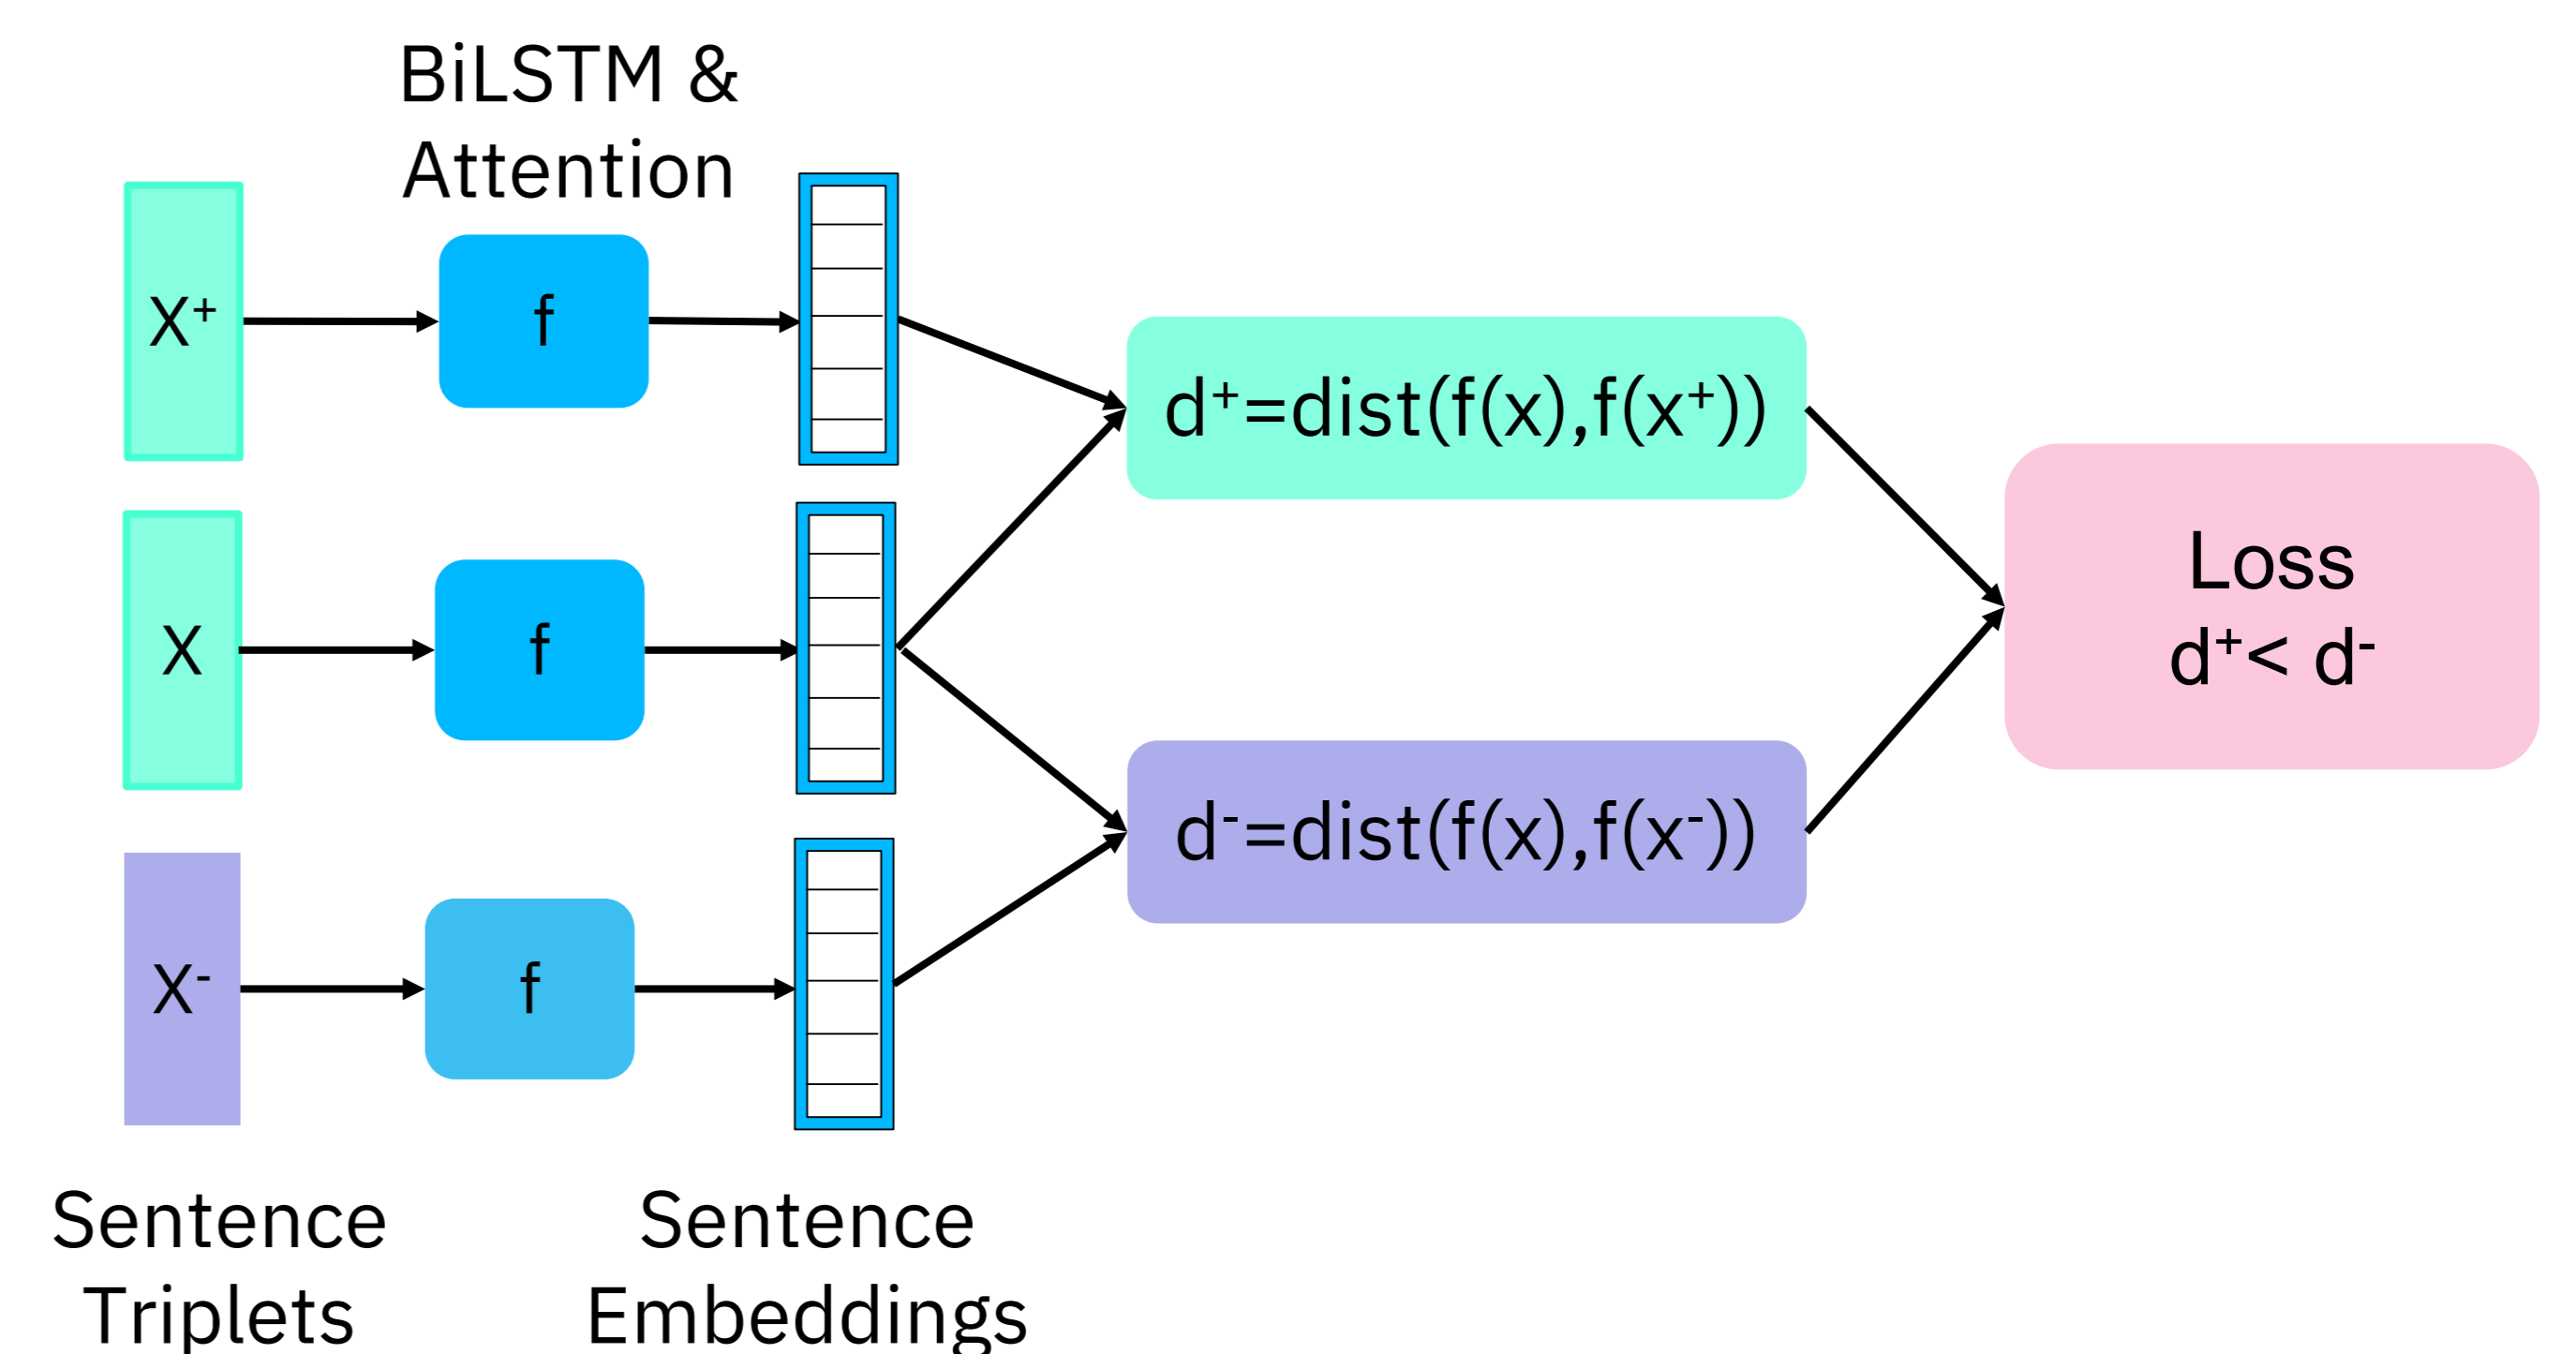 BiLSTM &
Attention
X⁺
f
d⁺=dist(f(x),f(x⁺))
X
f
Loss
d⁺< d⁻
d⁻=dist(f(x),f(x⁻))
X⁻
f
Sentence
Triplets
Sentence
Embeddings